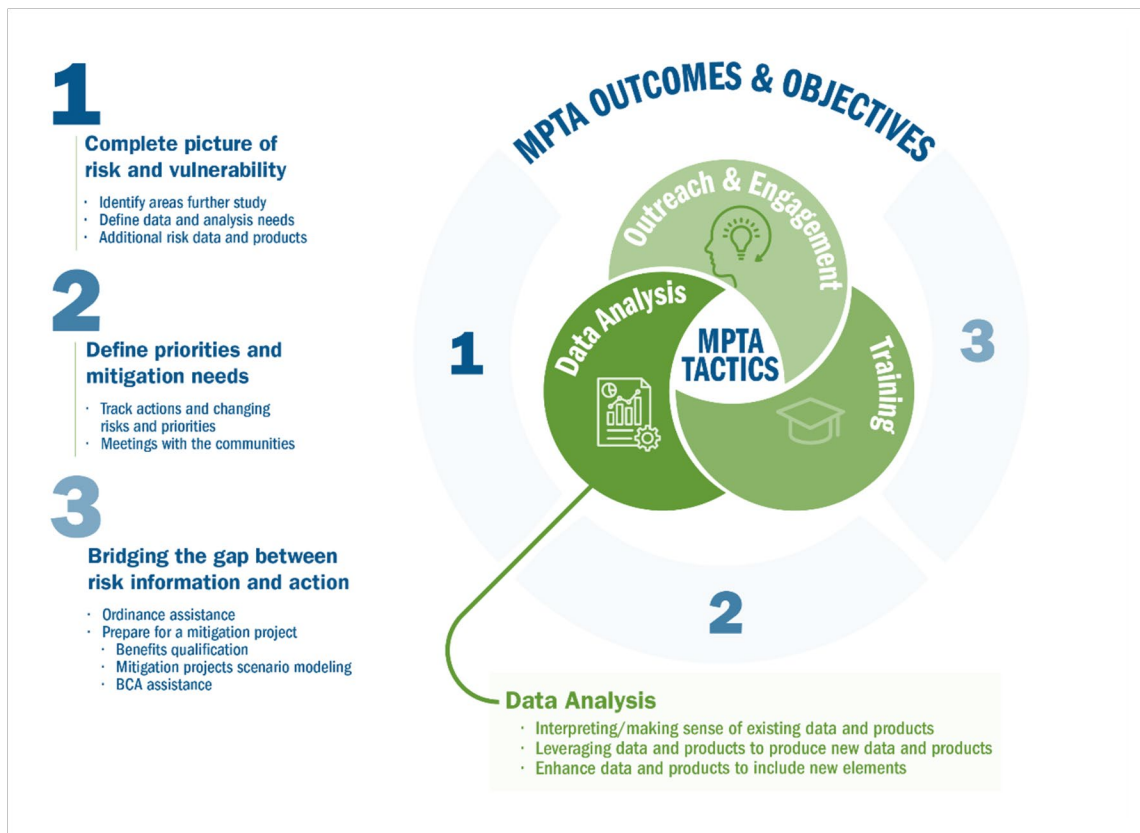 1
Complete picture of
risk and vulnerability
· Identify areas further study
· Define data and analysis needs
· Additional risk data and products
2
Define priorities and
mitigation needs
· Track actions and changing
risks and priorities
· Meetings with the communities
3
Bridging the gap between
risk information and action
· Ordinance assistance
· Prepare for a mitigation project
· Benefits qualification
· Mitigation projects scenario modeling
· BCA assistance
MPTA OUTCOMES & OBJECTIVES
Outreach & Engagement
Data Analysis
MPTA
TACTICS
Training
1
3
2
Data Analysis
· Interpreting/making sense of existing data and products
· Leveraging data and products to produce new data and products
· Enhance data and products to include new elements